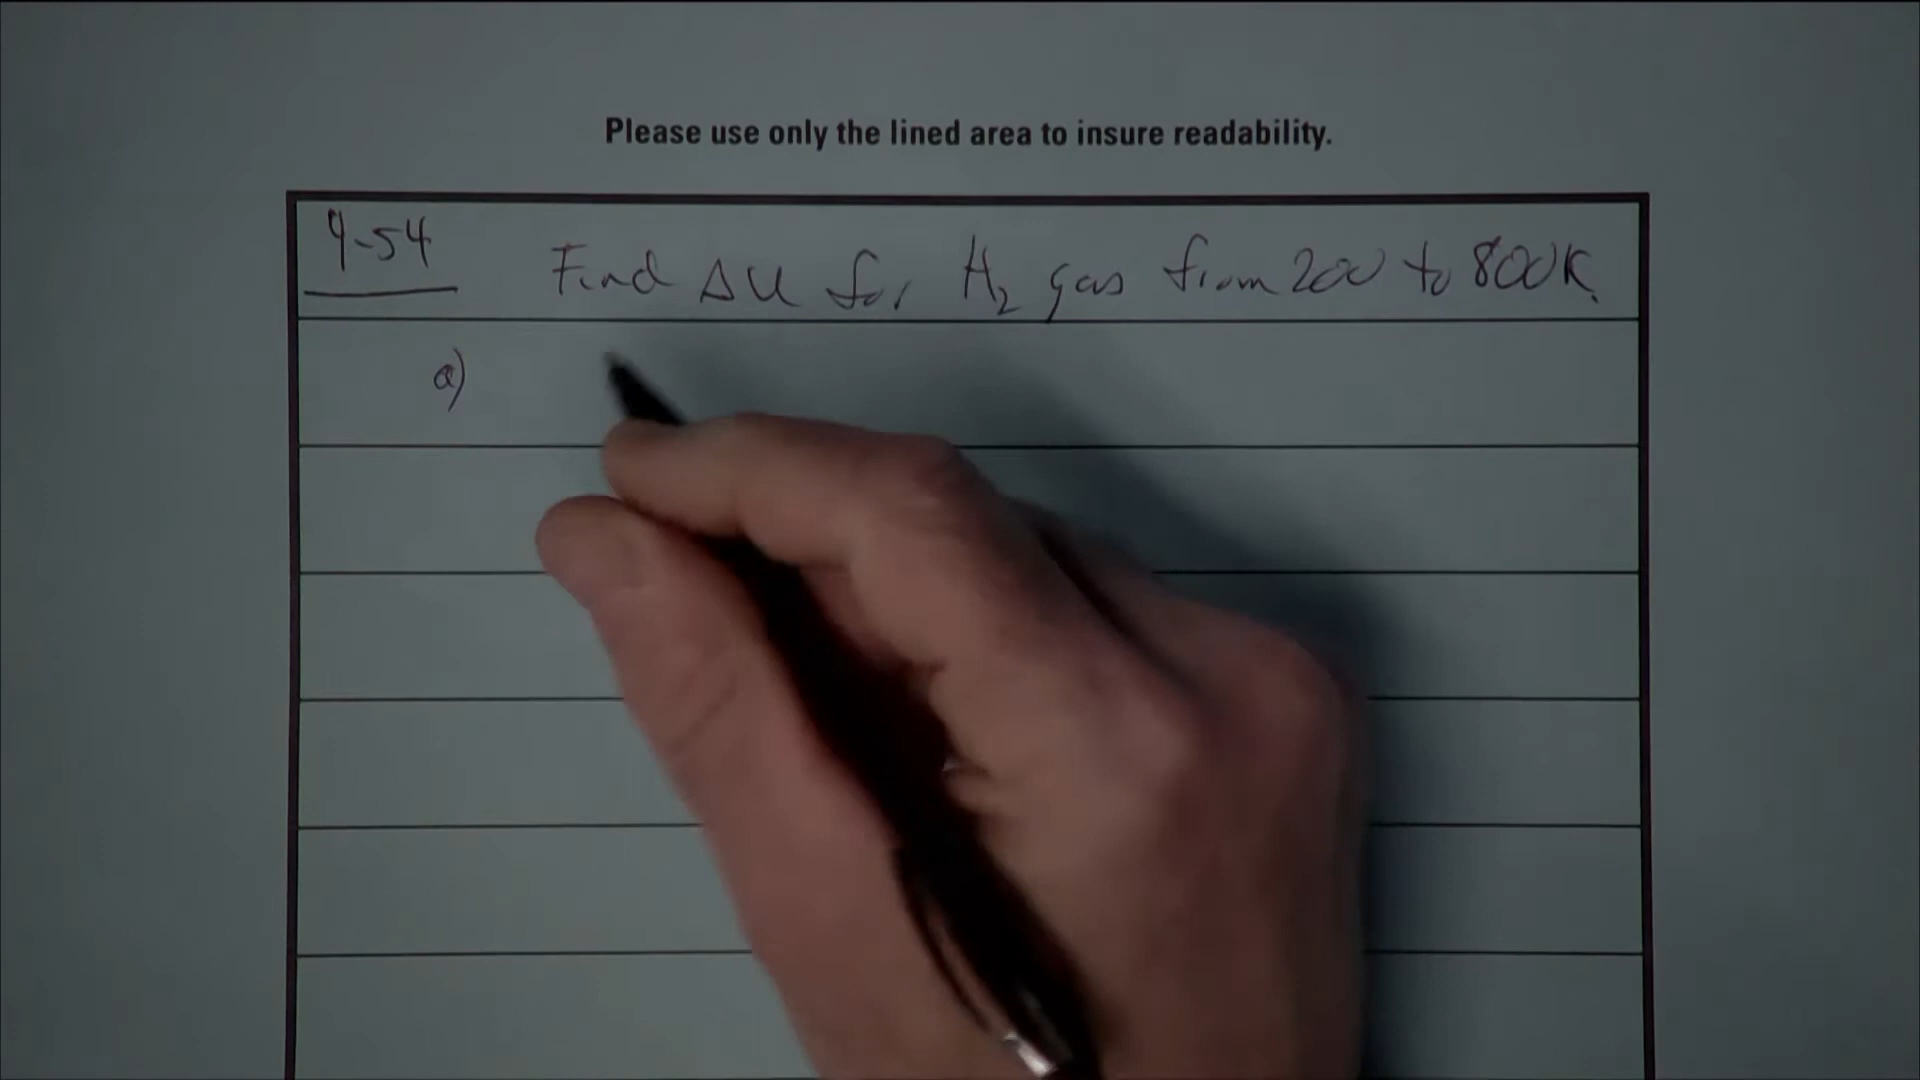 Please use only the lined area to insure readability.
4-54 Find ΔU for H₂ gas from 200 to 800K.
a)